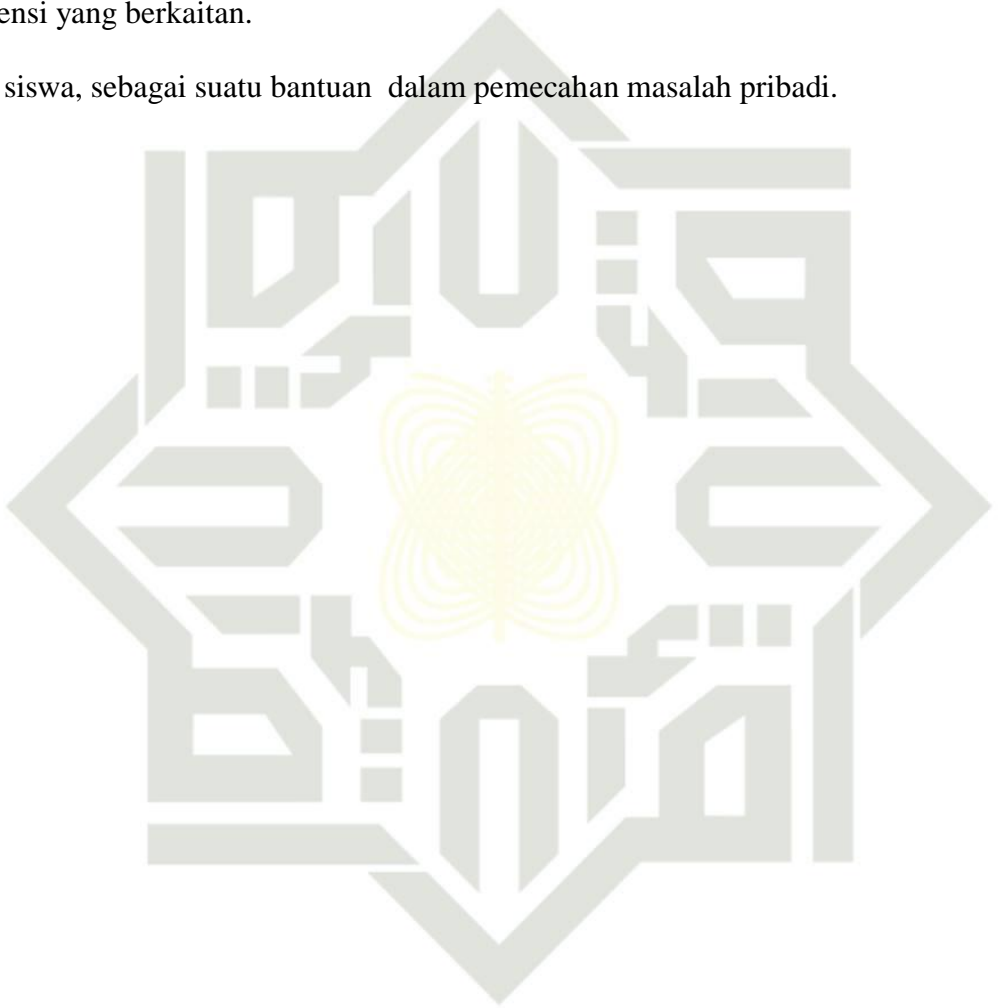 ensi yang berkaitan.
siswa, sebagai suatu bantuan dalam pemecahan masalah pribadi.